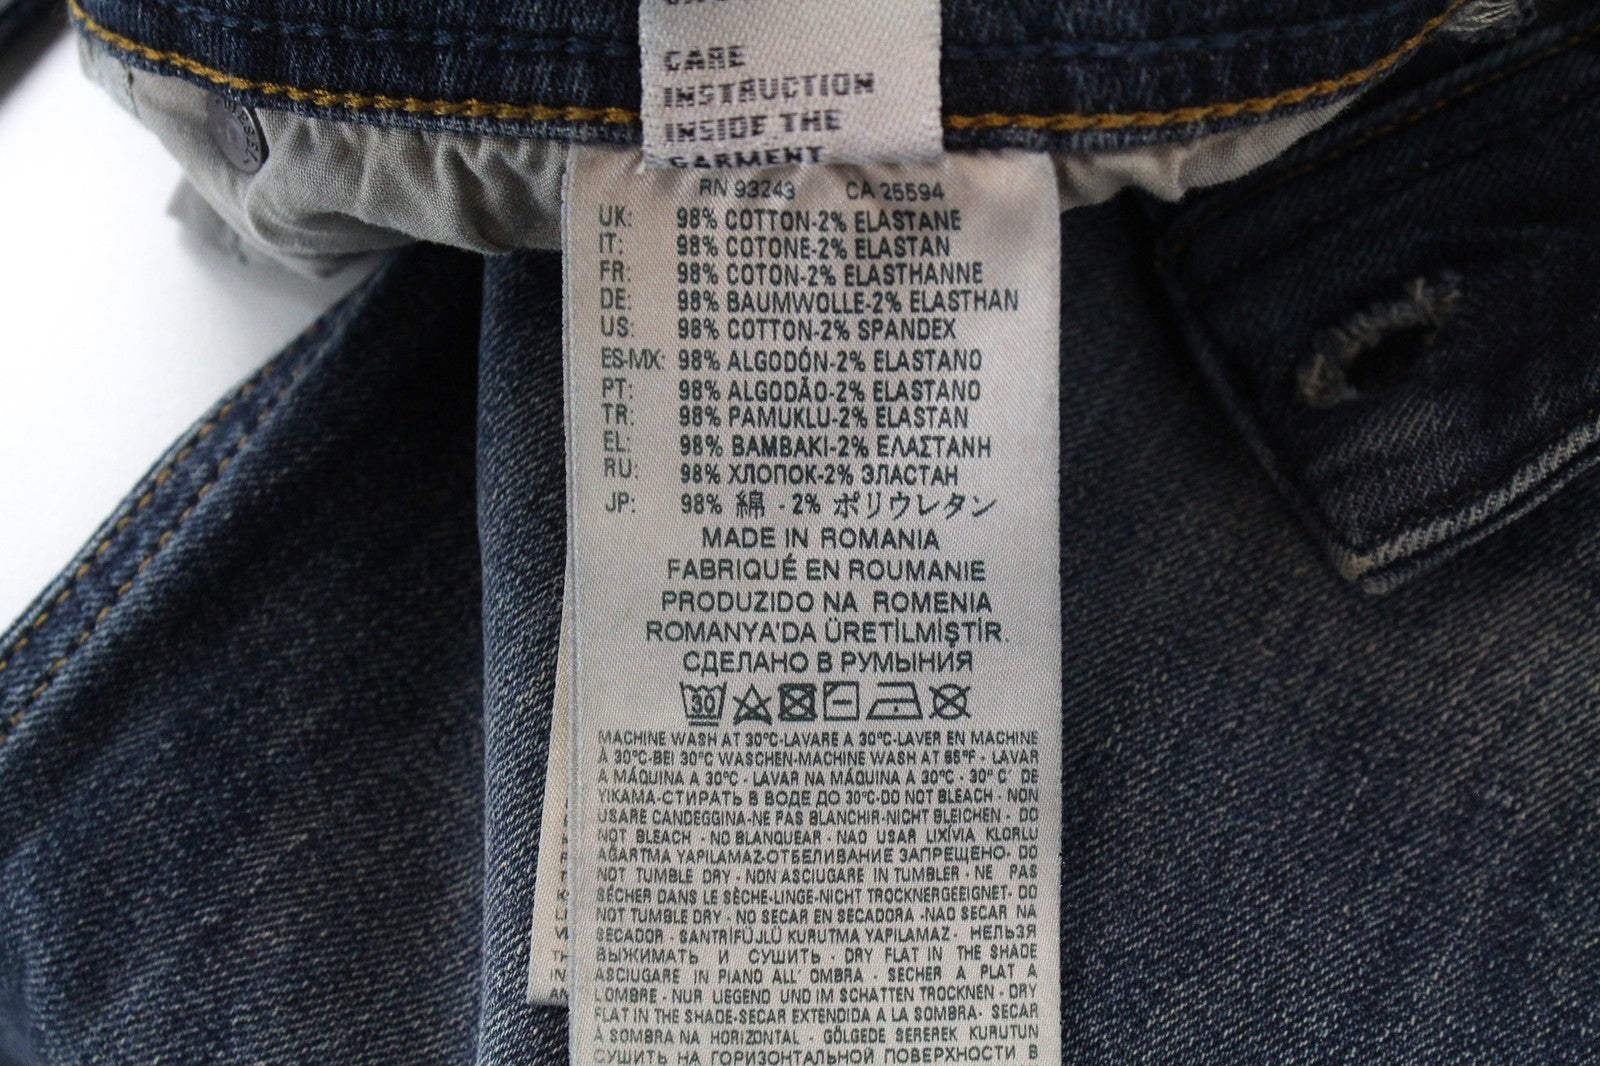 CARE
INSTRUCTION
INSIDE THE
GARMENT
RN 93243 CA 25594
UK: 98% COTTON-2% ELASTANE
IT: 98% COTONE-2% ELASTAN
FR: 98% COTON-2% ELASTHANNE
DE: 98% BAUMWOLLE-2% ELASTHAN
US: 98% COTTON-2% SPANDEX
ES-MX: 98% ALGODÓN-2% ELASTANO
PT: 98% ALGODÃO-2% ELASTANO
TR: 98% PAMUKLU-2% ELASTAN
EL: 98% ΒΑΜΒΑΚΙ-2% ΕΛΑΣΤΑΝΗ
RU: 98% ХЛОПОК-2% ЭЛАСТАН
JP: 98% 綿 - 2% ポリウレタン
MADE IN ROMANIA
FABRIQUÉ EN ROUMANIE
PRODUZIDO NA ROMENIA
ROMANYA'DA ÜRETİLMİŞTİR
СДЕЛАНО В РУМЫНИЯ
30
MACHINE WASH AT 30°C-LAVARE A 30°C-LAVER EN MACHINE
À 30°C-BEI 30°C WASCHEN-MACHINE WASH AT 85°F - LAVAR
A MÁQUINA A 30°C - LAVAR NA MÁQUINA A 30°C - 30° C' DE
YIKAMA-СТИРАТЬ В ВОДЕ ДО 30°C-DO NOT BLEACH - NON
USARE CANDEGGINA-NE PAS BLANCHIR-NICHT BLEICHEN - DO
NOT BLEACH - NO BLANQUEAR - NAO USAR LIXÍVIA KLORLU
AĞARTMA YAPILAMAZ-ОТБЕЛИВАНИЕ ЗАПРЕЩЕНО- DO
NOT TUMBLE DRY - NON ASCIUGARE IN TUMBLER - NE PAS
SÉCHER DANS LE SÈCHE-LINGE-NICHT TROCKNERGEEIGNET- DO
NOT TUMBLE DRY - NO SECAR EN SECADORA -NAO SECAR NA
SECADOR - SANTRİFÜJLÜ KURUTMA YAPILAMAZ - НЕЛЬЗЯ
ВЫЖИМАТЬ И СУШИТЬ - DRY FLAT IN THE SHADE
ASCIUGARE IN PIANO ALL' OMBRA - SECHER A PLAT A
L'OMBRE - NUR LIEGEND UND IM SCHATTEN TROCKNEN - DRY
FLAT IN THE SHADE-SECAR EXTENDIDA A LA SOMBRA- SECAR
À SOMBRA NA HORIZONTAL - GÖLGEDE SEREREK KURUTUN
СУШИТЬ НА ГОРИЗОНТАЛЬНОЙ ПОВЕРХНОСТИ В